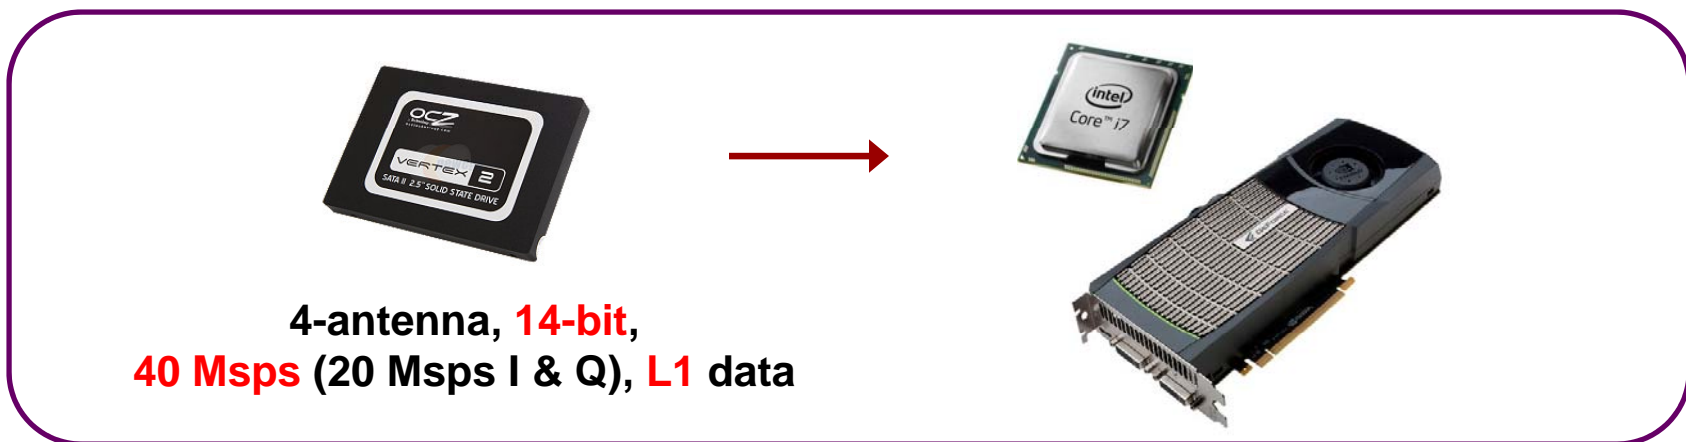 OCZ
VERTEX 2
SATA II 2.5" SOLID STATE DRIVE
intel
Core™ i7
4-antenna, 14-bit,
40 Msps (20 Msps I & Q), L1 data